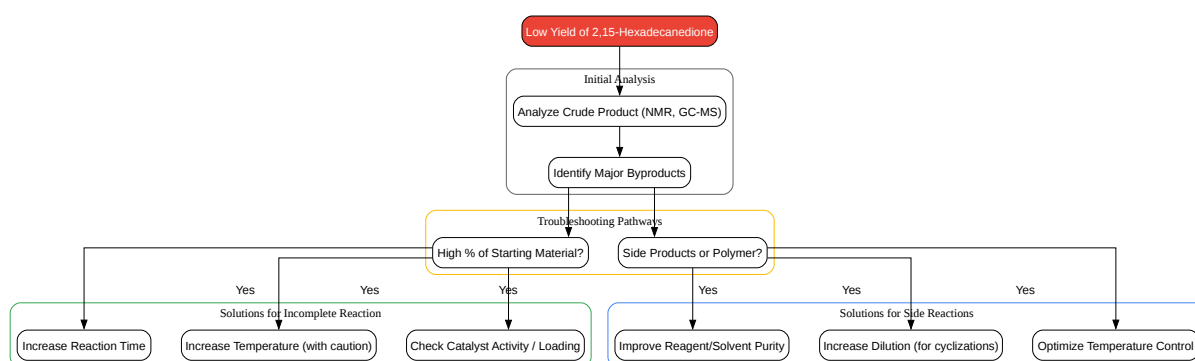 Low Yield of 2,15-Hexadecanedione
Initial Analysis
Analyze Crude Product (NMR, GC-MS)
Identify Major Byproducts
Troubleshooting Pathways
High % of Starting Material?
Side Products or Polymer?
Yes
Yes
Yes
Yes
Yes
Yes
Solutions for Incomplete Reaction
Solutions for Side Reactions
Increase Reaction Time
Increase Temperature (with caution)
Check Catalyst Activity / Loading
Improve Reagent/Solvent Purity
Increase Dilution (for cyclizations)
Optimize Temperature Control